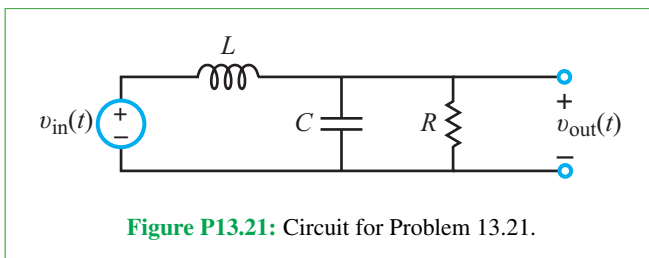 L
v_in(t)
+
−
C
R
+
v_out(t)
−
Figure P13.21: Circuit for Problem 13.21.